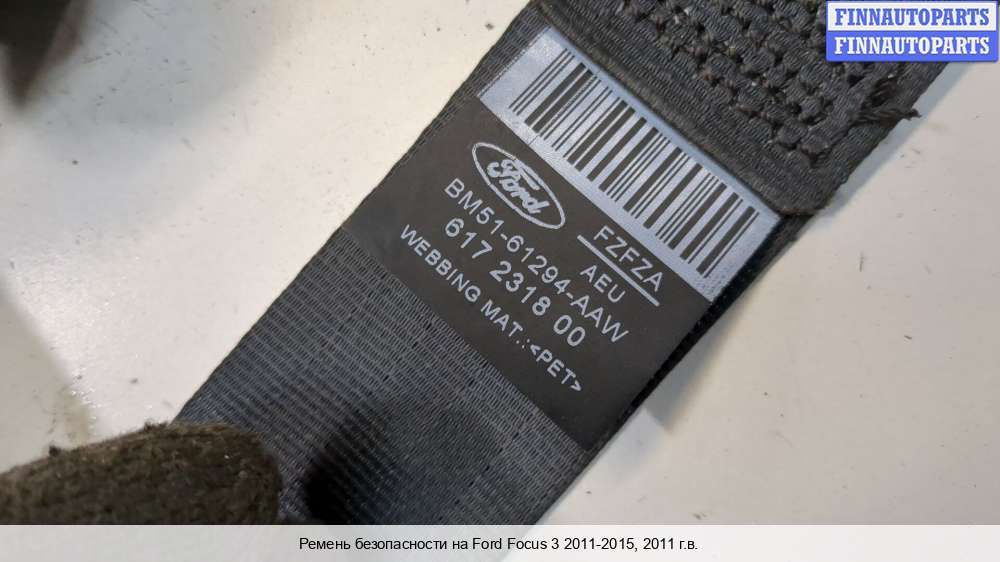 FINNAUTOPARTS
FINNAUTOPARTS
Ford
FZFZA
AEU
BM51-61294-AAW
617 2318 00
WEBBING MAT.:<PET>
Ремень безопасности на Ford Focus 3 2011-2015, 2011 г.в.